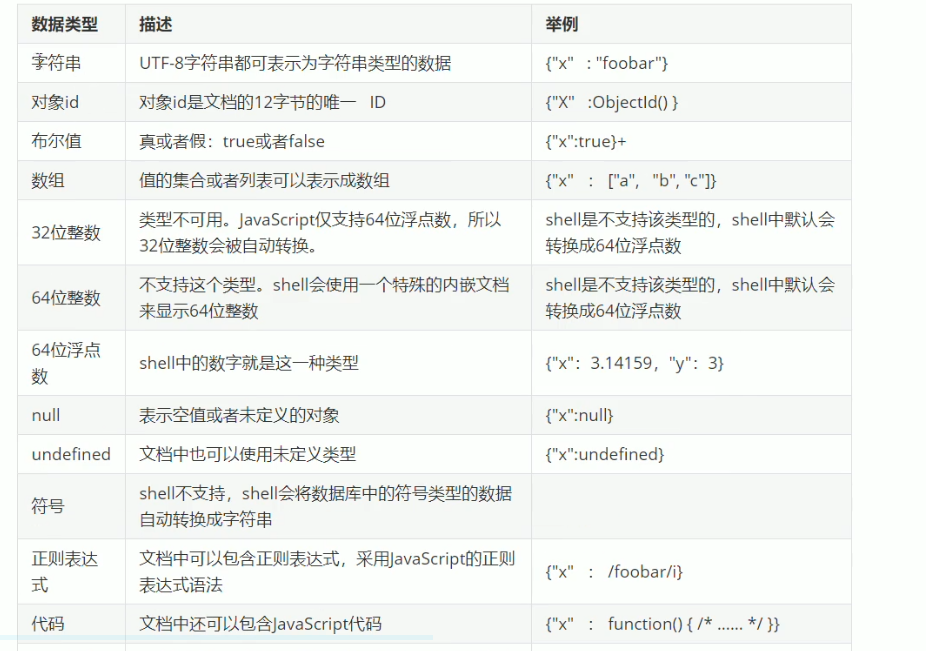 数据类型 描述 举例
字符串 UTF-8字符串都可表示为字符串类型的数据 {"x" : "foobar"}
对象id 对象id是文档的12字节的唯一 ID {"X" :ObjectId() }
布尔值 真或者假：true或者false {"x":true}+
数组 值的集合或者列表可以表示成数组 {"x" : ["a", "b", "c"]}
32位整数 类型不可用。JavaScript仅支持64位浮点数，所以 shell是不支持该类型的，shell中默认会
32位整数会被自动转换。 转换成64位浮点数
64位整数 不支持这个类型。shell会使用一个特殊的内嵌文档 shell是不支持该类型的，shell中默认会
来显示64位整数 转换成64位浮点数
64位浮点
数 shell中的数字就是这一种类型 {"x": 3.14159, "y": 3}
null 表示空值或者未定义的对象 {"x":null}
undefined 文档中也可以使用未定义类型 {"x":undefined}
符号 shell不支持，shell会将数据库中的符号类型的数据
自动转换成字符串
正则表达 文档中可以包含正则表达式，采用JavaScript的正则
式 表达式语法 {"x" : /foobar/i}
代码 文档中还可以包含JavaScript代码 {"x" : function() { /* …… */ }}